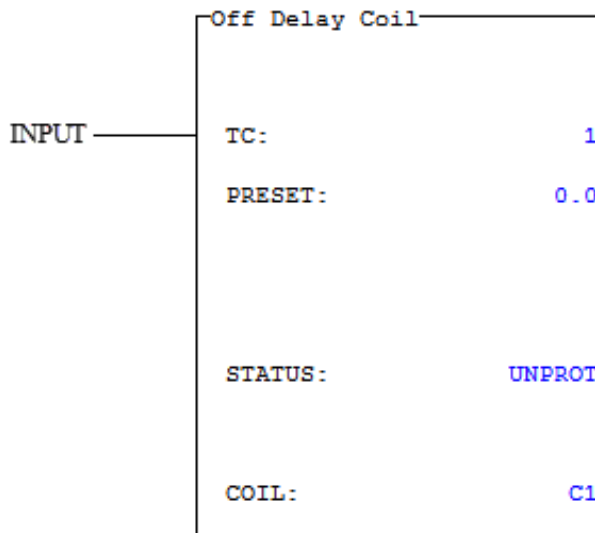 Off Delay Coil
INPUT TC: 1
PRESET: 0.0
STATUS: UNPROT
COIL: C1